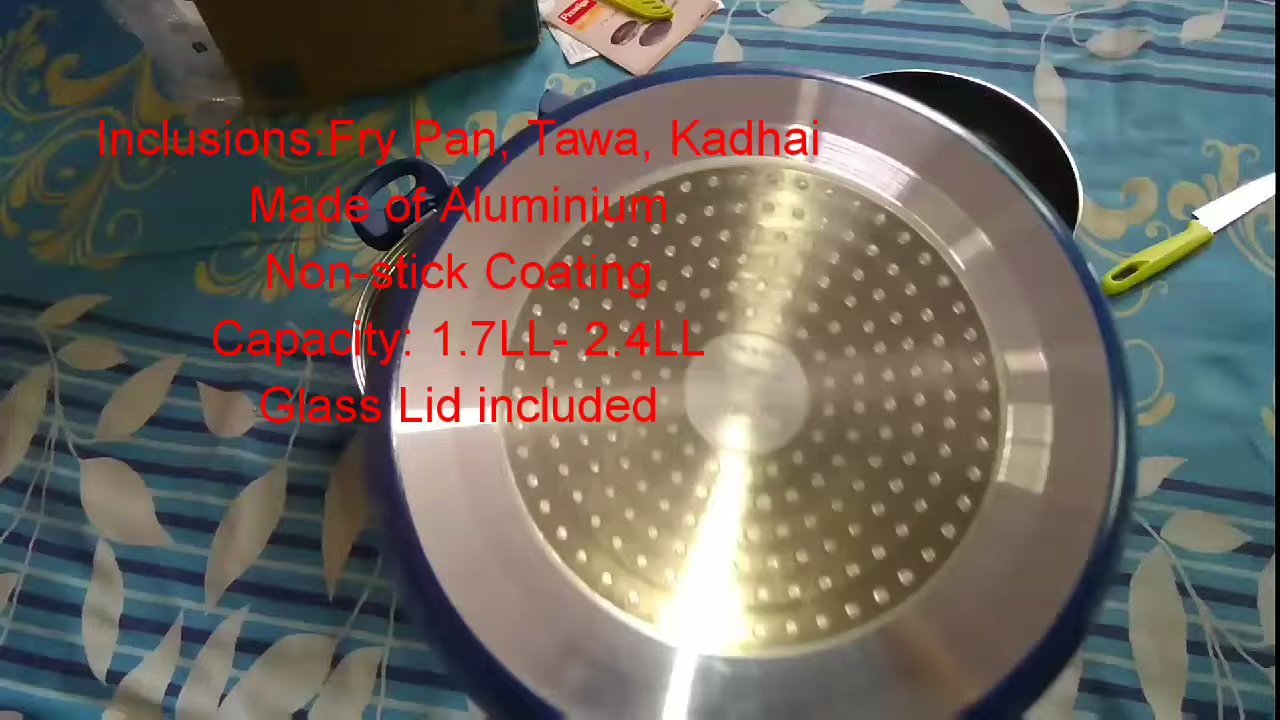 Prestige
Inclusions:Fry Pan, Tawa, Kadhai
Made of Aluminium
Non-stick Coating
Capacity: 1.7LL- 2.4LL
Glass Lid included